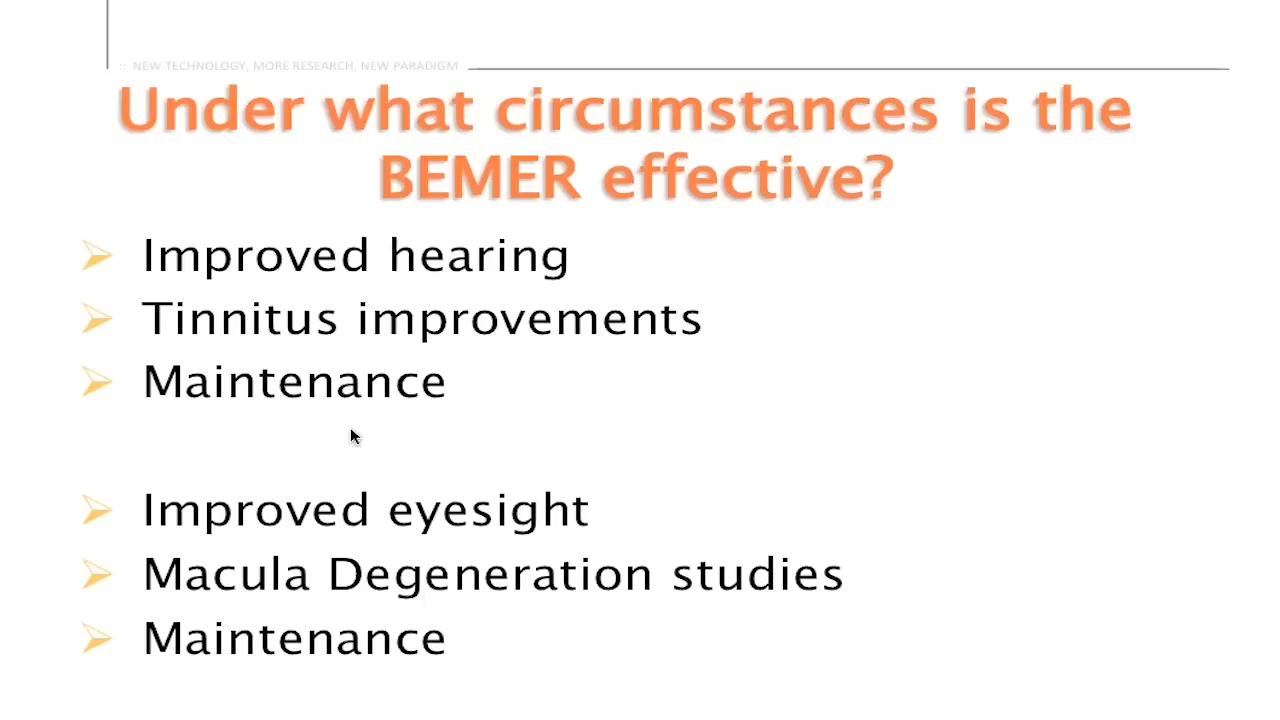 :: NEW TECHNOLOGY, MORE RESEARCH, NEW PARADIGM
Under what circumstances is the
BEMER effective?
Improved hearing
Tinnitus improvements
Maintenance
Improved eyesight
Macula Degeneration studies
Maintenance